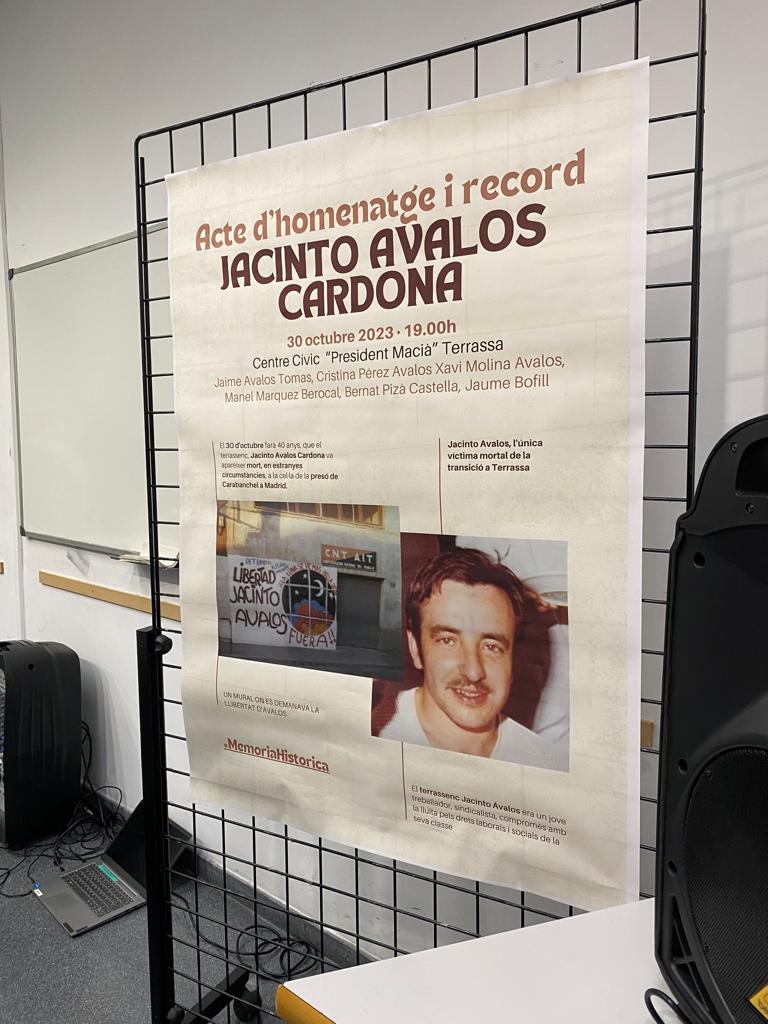 Acte d'homenatge i record
JACINTO AVALOS
CARDONA
30 octubre 2023 · 19.00h
Centre Cívic "President Macià" Terrassa
Jaime Avalos Tomas, Cristina Pérez Avalos Xavi Molina Avalos,
Manel Marquez Berocal, Bernat Pizà Castella, Jaume Bofill
El 30 d'octubre farà 40 anys, que el
terrassenc, Jacinto Avalos Cardona va
aparèixer mort, en estranyes
circumstàncies, a la cel·la de la presó de
Carabanchel a Madrid.
Jacinto Avalos, l'única
víctima mortal de la
transició a Terrassa
C.N.T. A.I.T.
LIBERTAD
JACINTO
AVALOS
FUERA!!
UN MURAL ON ES DEMANAVA LA
LLIBERTAT D'AVALOS
#MemoriaHistorica
El terrassenc Jacinto Avalos era un jove
treballador, sindicalista, compromès amb
la lluita pels drets laborals i socials de la
seva classe